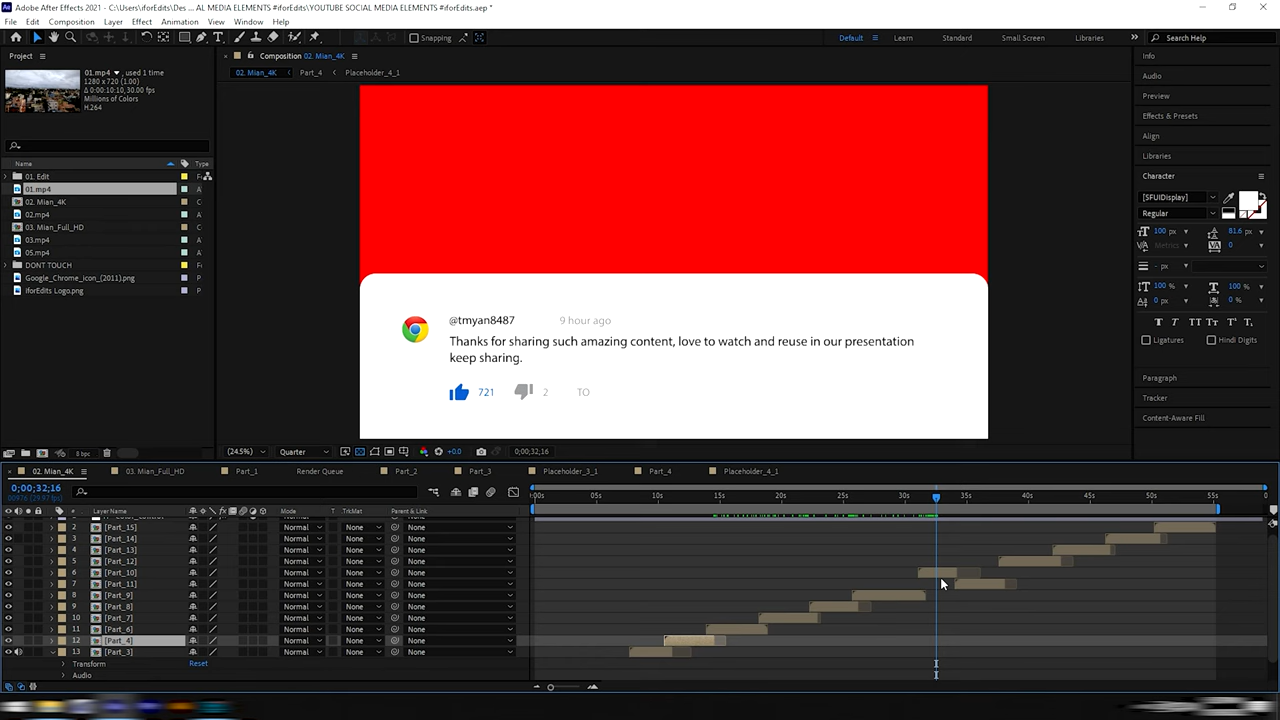 Adobe After Effects 2021 - C:\Users\iforEdits\Des ... AL MEDIA ELEMENTS #iforEdits\YOUTUBE SOCIAL MEDIA ELEMENTS #iforEdits.aep *
File Edit Composition Layer Effect Animation View Window Help
Snapping Default Learn Standard Small Screen Libraries Search Help
Project
01.mp4 , used 1 time
1280 x 720 (1.00)
Δ 0:00:10:10, 30.00 fps
Millions of Colors
H.264
Name Type
01. Edit F
01.mp4 A
02. Mian_4K C
02.mp4 A
03. Mian_Full_HD C
03.mp4 A
05.mp4 A
DONT TOUCH F
Google_Chrome_icon_(2011).png P
IforEdits Logo.png P
8 bpc
Composition 02. Mian_4K
02. Mian_4K Part_4 Placeholder_4_1
@tmyan8487 9 hour ago
Thanks for sharing such amazing content, love to watch and reuse in our presentation
keep sharing.
721 2 TO
(24.5%) Quarter +0.0 0;00;32;16
Info
Audio
Preview
Effects & Presets
Align
Libraries
Character
[SFUIDisplay]
Regular
100 px 81.6 px
Metrics 0
- px
100 % 100 %
0 px 0 %
T T TT Tt T¹ T₁
Ligatures Hindi Digits
Paragraph
Tracker
Content-Aware Fill
02. Mian_4K 03. Mian_Full_HD Part_1 Render Queue Part_2 Part_3 Placeholder_3_1 Part_4 Placeholder_4_1
0;00;32;16
00976 (29.97 fps)
:00s 05s 10s 15s 20s 25s 30s 35s 40s 45s 50s 55s 0
# Layer Name Mode T .TrkMat Parent & Link
2 [Part_15] Normal None None
3 [Part_14] Normal None None
4 [Part_13] Normal None None
5 [Part_12] Normal None None
6 [Part_10] Normal None None
7 [Part_11] Normal None None
8 [Part_9] Normal None None
9 [Part_8] Normal None None
10 [Part_7] Normal None None
11 [Part_6] Normal None None
12 [Part_4] Normal None None
13 [Part_3] Normal None None
Transform Reset
Audio